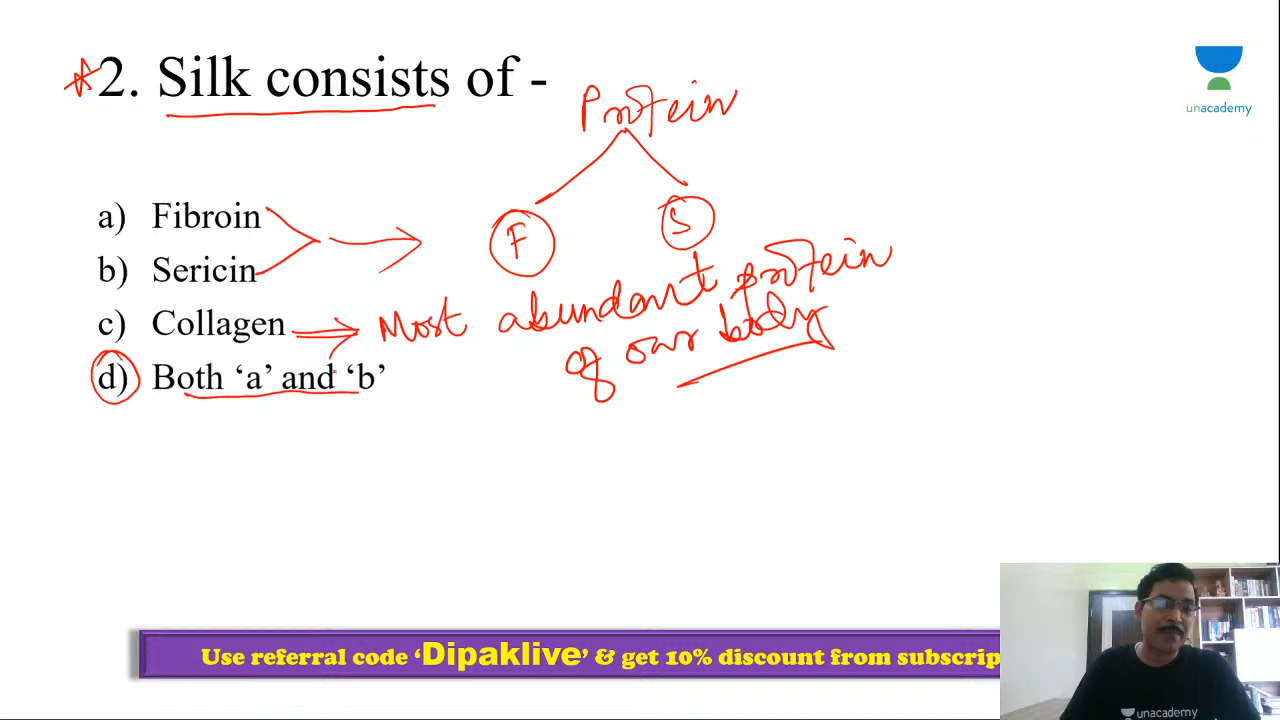 2. Silk consists of -
Protein
unacademy
a) Fibroin
F
S
b) Sericin
c) Collagen
Most abundant protein
of our body
d) Both ‘a’ and ‘b’
Use referral code ‘Dipaklive’ & get 10% discount from subscrip
unacademy